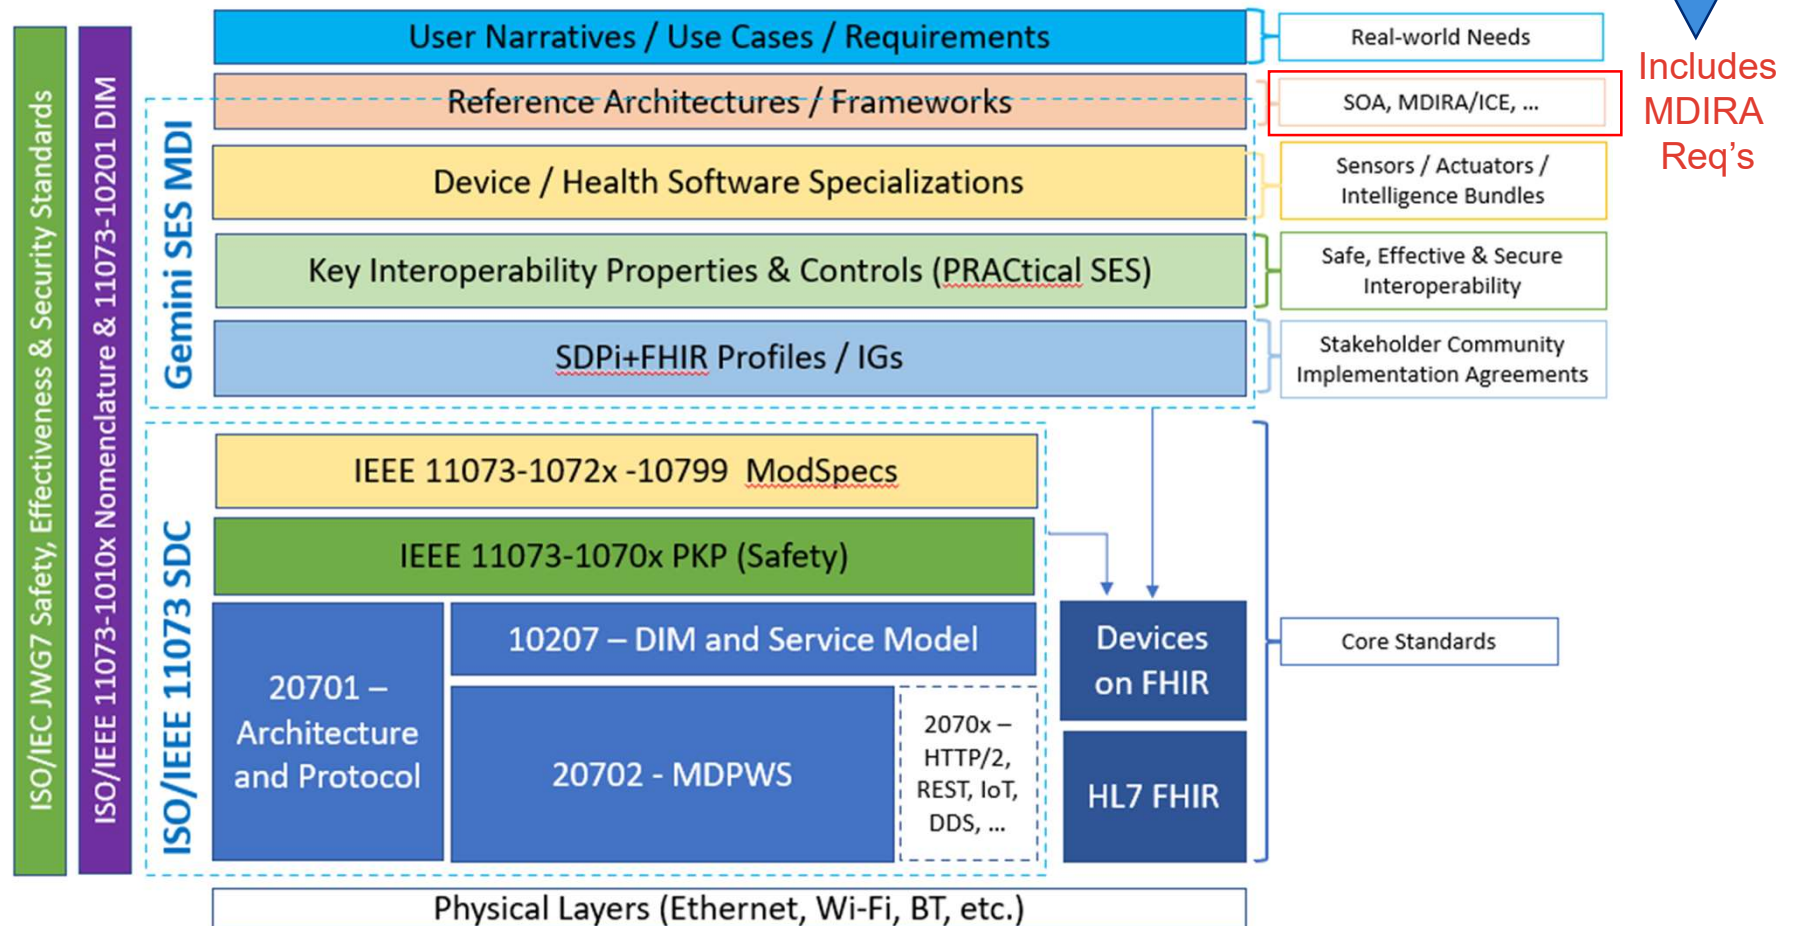 ISO/IEC JWG7 Safety, Effectiveness & Security Standards
ISO/IEEE 11073-1010x Nomenclature & 11073-10201 DIM
Gemini SES MDI
User Narratives / Use Cases / Requirements
Real-world Needs
Reference Architectures / Frameworks
SOA, MDIRA/ICE, ...
Includes
MDIRA
Req’s
Device / Health Software Specializations
Sensors / Actuators /
Intelligence Bundles
Key Interoperability Properties & Controls (PRACtical SES)
Safe, Effective & Secure
Interoperability
SDPi+FHIR Profiles / IGs
Stakeholder Community
Implementation Agreements
ISO/IEEE 11073 SDC
IEEE 11073-1072x -10799 ModSpecs
IEEE 11073-1070x PKP (Safety)
20701 –
Architecture
and Protocol
10207 – DIM and Service Model
20702 - MDPWS
2070x –
HTTP/2,
REST, IoT,
DDS, ...
Devices
on FHIR
HL7 FHIR
Core Standards
Physical Layers (Ethernet, Wi-Fi, BT, etc.)